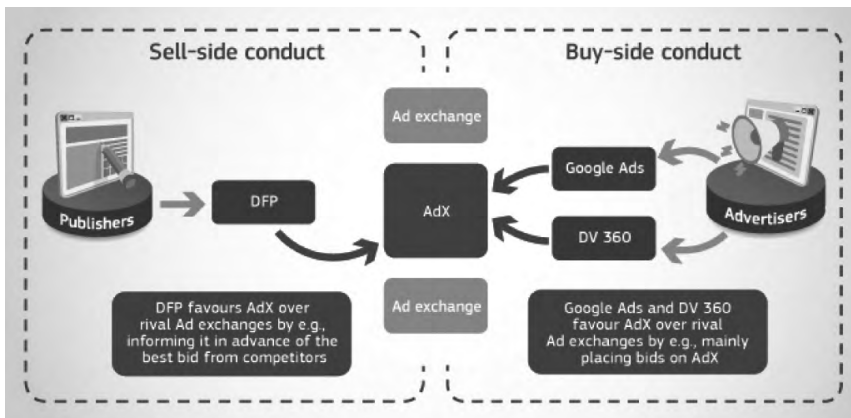 Sell-side conduct
Buy-side conduct
Ad exchange
Publishers
DFP
AdX
Google Ads
DV 360
Advertisers
Ad exchange
DFP favours AdX over
rival Ad exchanges by e.g.,
informing it in advance of the
best bid from competitors
Google Ads and DV 360
favour AdX over rival
Ad exchanges by e.g., mainly
placing bids on AdX